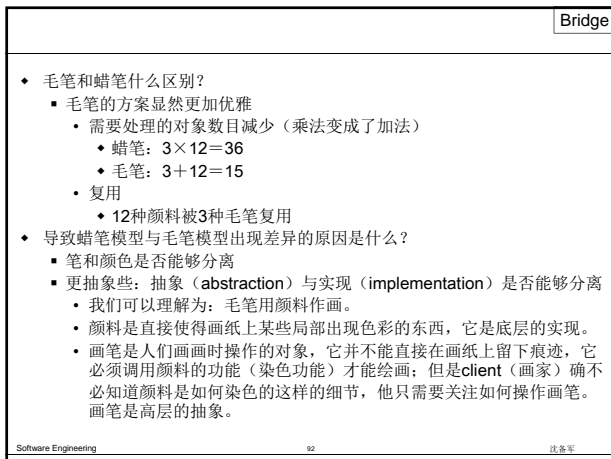 Bridge
◆ 毛笔和蜡笔什么区别？
▪ 毛笔的方案显然更加优雅
• 需要处理的对象数目减少（乘法变成了加法）
◆ 蜡笔：3×12＝36
◆ 毛笔：3＋12＝15
• 复用
◆ 12种颜料被3种毛笔复用
◆ 导致蜡笔模型与毛笔模型出现差异的原因是什么？
▪ 笔和颜色是否能够分离
▪ 更抽象些：抽象（abstraction）与实现（implementation）是否能够分离
• 我们可以理解为：毛笔用颜料作画。
• 颜料是直接使得画纸上某些局部出现色彩的东西，它是底层的实现。
• 画笔是人们画画时操作的对象，它并不能直接在画纸上留下痕迹，它
必须调用颜料的功能（染色功能）才能绘画；但是client（画家）确不
必知道颜料是如何染色的这样的细节，他只需要关注如何操作画笔。
画笔是高层的抽象。
Software Engineering 92 沈备军